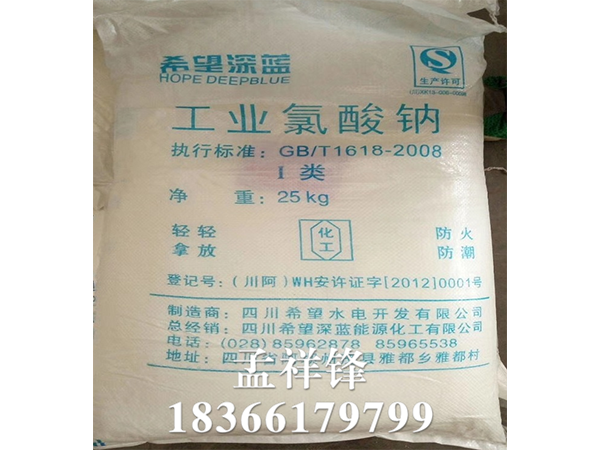 希望深蓝
HOPE DEEPBLUE
生产许可
工业氯酸钠
执行标准：GB/T1618-2008
I 类
净 重：25kg
轻轻
拿放
化工
防火
防潮
登记号：（川阿）WH安许证字[2012]0001号
制造商：四川希望水电开发有限公司
总经销：四川希望深蓝能源化工有限公司
电话：(028) 85962878 85965538
地址：四川省 县雅都乡雅都村
孟祥锋
18366179799